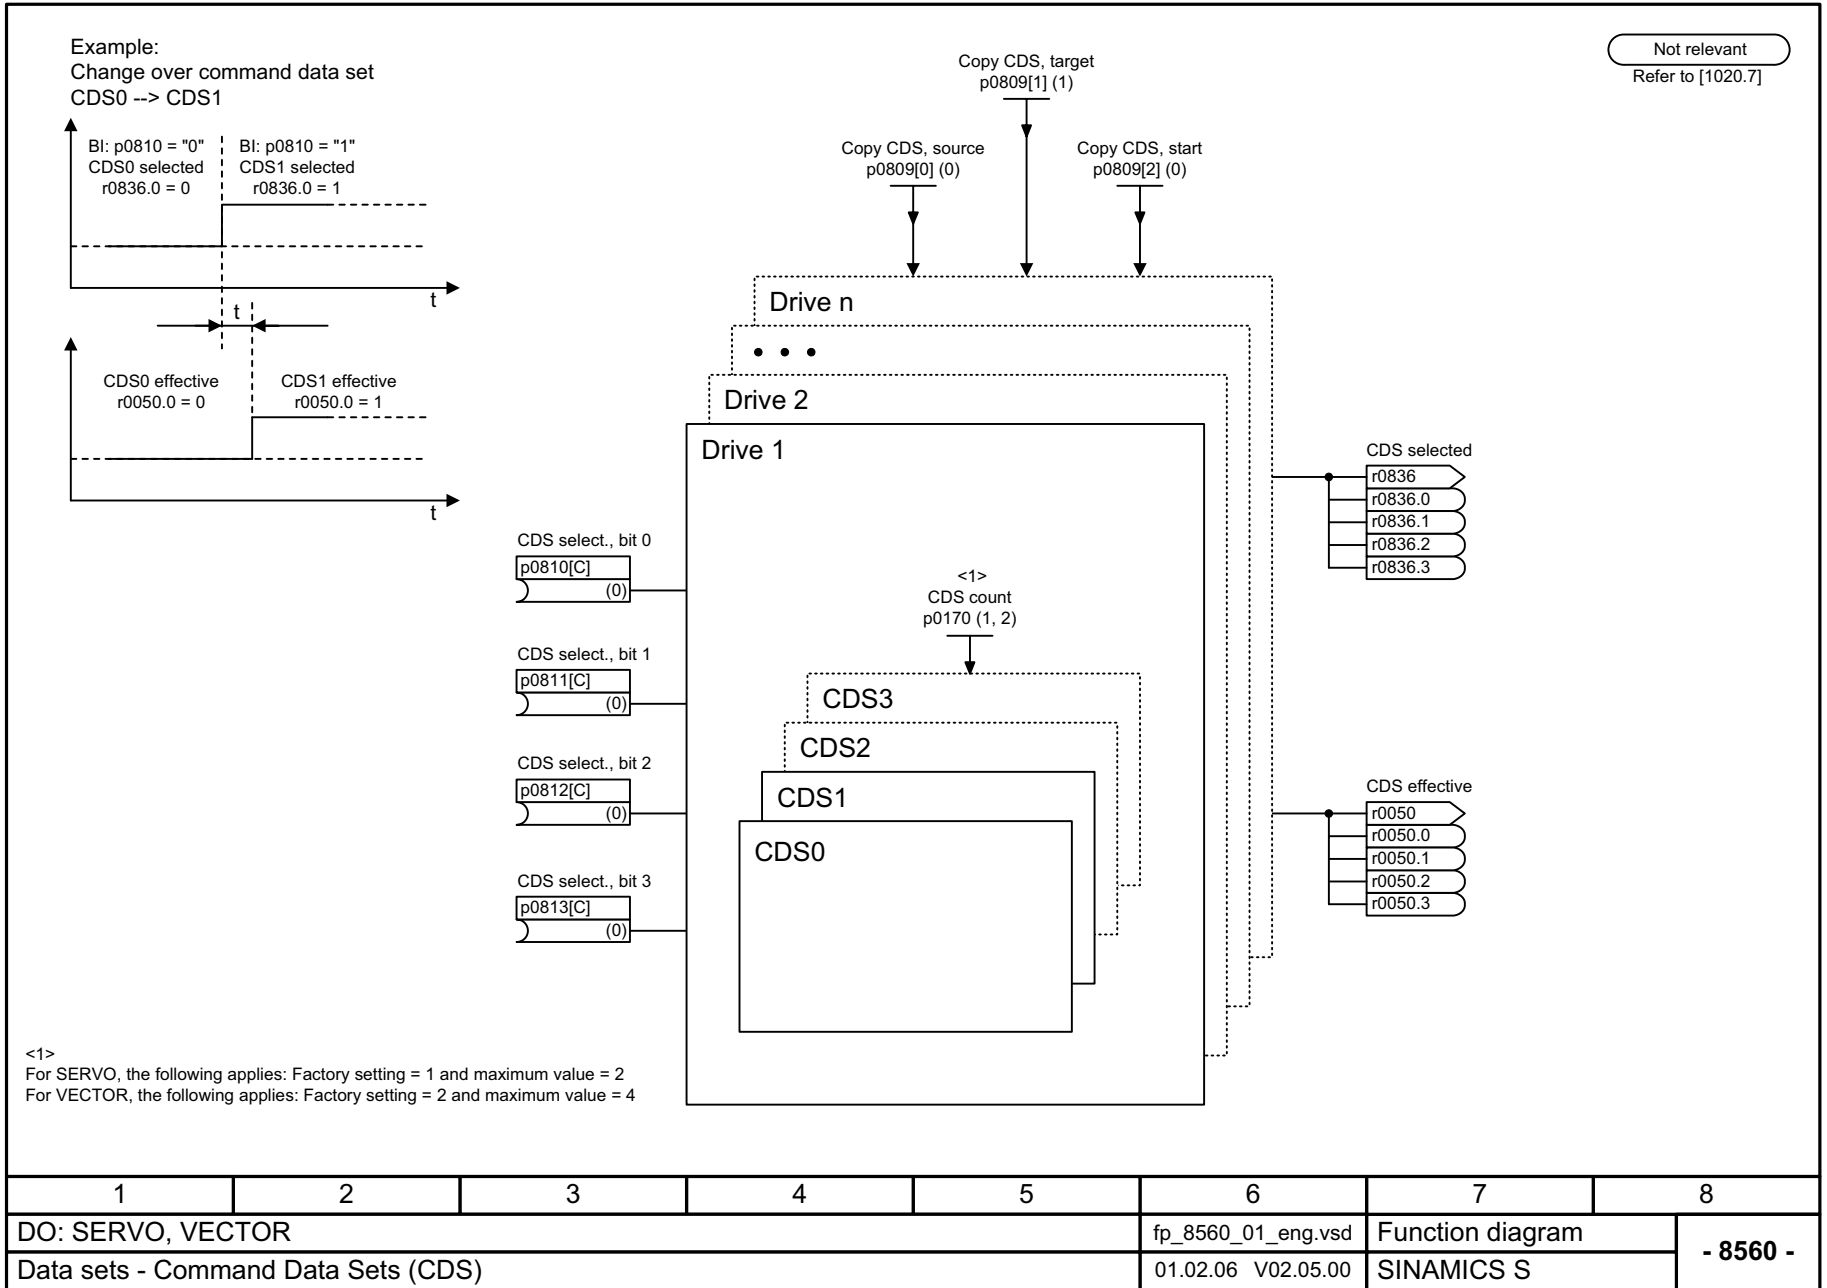 Example:
Change over command data set
CDS0 --> CDS1
BI: p0810 = "0"
CDS0 selected
r0836.0 = 0
BI: p0810 = "1"
CDS1 selected
r0836.0 = 1
t
t
CDS0 effective
r0050.0 = 0
CDS1 effective
r0050.0 = 1
t
Copy CDS, target
p0809[1] (1)
Copy CDS, source
p0809[0] (0)
Copy CDS, start
p0809[2] (0)
Not relevant
Refer to [1020.7]
Drive n
• • •
Drive 2
Drive 1
CDS select., bit 0
p0810[C]
(0)
CDS select., bit 1
p0811[C]
(0)
CDS select., bit 2
p0812[C]
(0)
CDS select., bit 3
p0813[C]
(0)
<1>
CDS count
p0170 (1, 2)
CDS3
CDS2
CDS1
CDS0
CDS selected
r0836
r0836.0
r0836.1
r0836.2
r0836.3
CDS effective
r0050
r0050.0
r0050.1
r0050.2
r0050.3
<1>
For SERVO, the following applies: Factory setting = 1 and maximum value = 2
For VECTOR, the following applies: Factory setting = 2 and maximum value = 4
1 2 3 4 5 6 7 8
DO: SERVO, VECTOR
fp_8560_01_eng.vsd
Function diagram
- 8560 -
Data sets - Command Data Sets (CDS)
01.02.06 V02.05.00
SINAMICS S